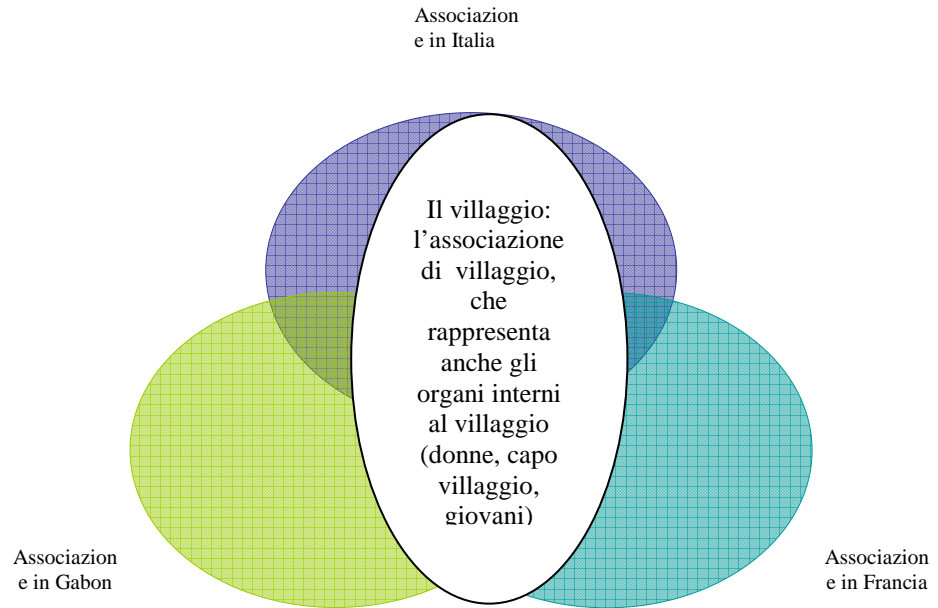 Associazion
e in Italia
Il villaggio:
l’associazione
di villaggio,
che
rappresenta
anche gli
organi interni
al villaggio
(donne, capo
villaggio,
giovani)
Associazion
e in Gabon
Associazion
e in Francia